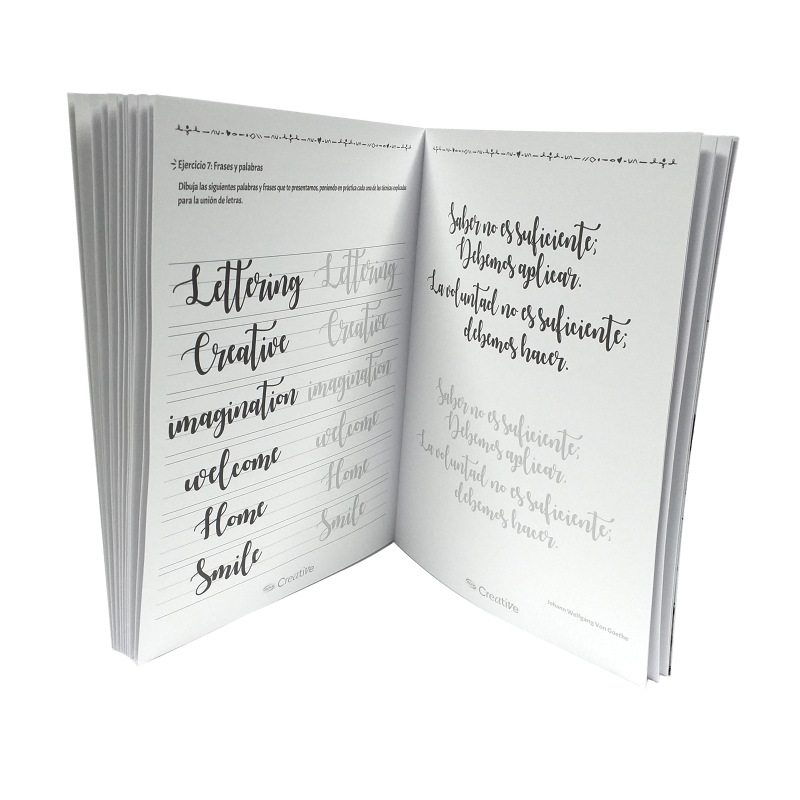 Ejercicio 7: Frases y palabras
Dibuja las siguientes palabras y frases que te presentamos, poniendo en práctica cada una de las técnicas explicadas
para la unión de letras.
Lettering Lettering
Creative Creative
imagination imagination
welcome welcome
Home Home
Smile Smile
Creative
Saber no es suficiente;
Debemos aplicar.
La voluntad no es suficiente;
debemos hacer.
Saber no es suficiente;
Debemos aplicar.
La voluntad no es suficiente;
debemos hacer.
Creative
Johann Wolfgang Von Goethe